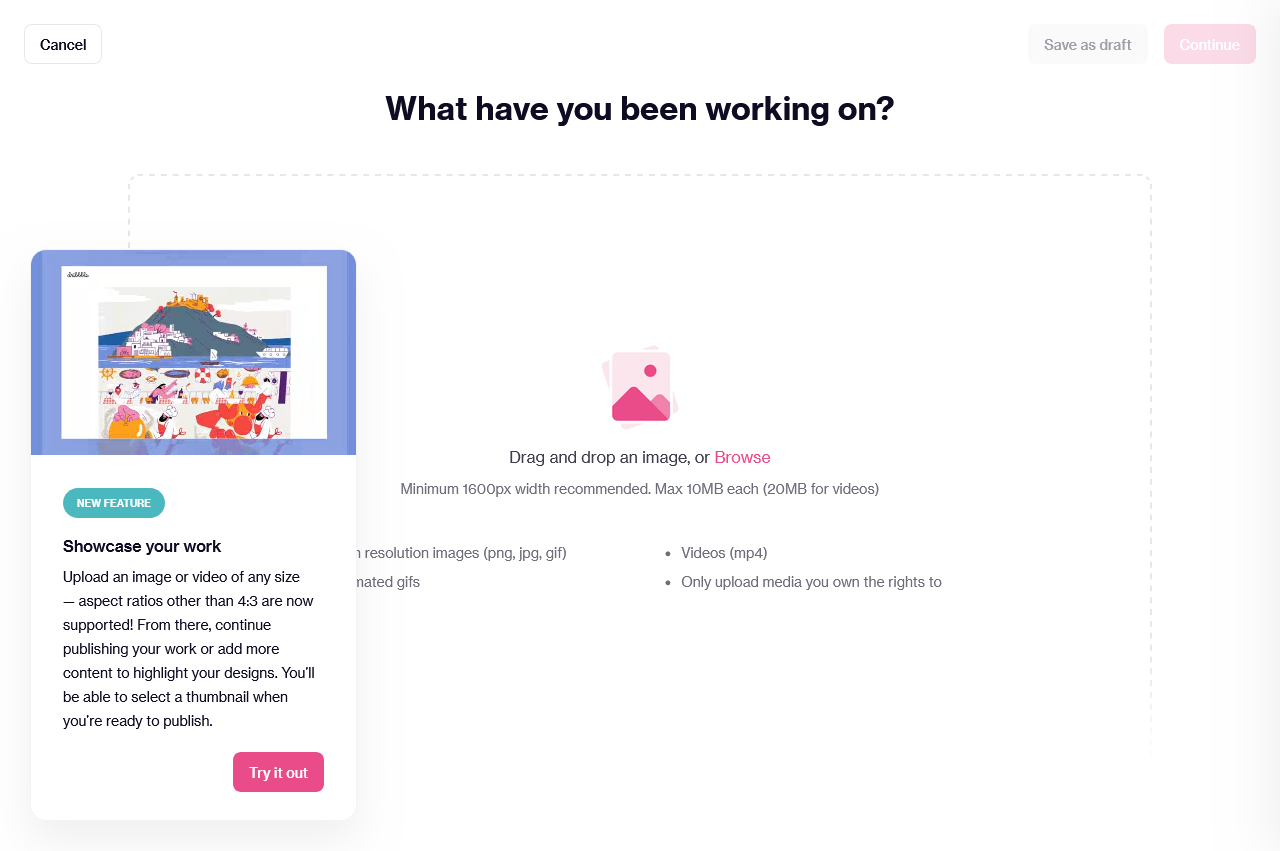 Cancel
Save as draft
Continue
What have you been working on?
dribbble
Drag and drop an image, or Browse
Minimum 1600px width recommended. Max 10MB each (20MB for videos)
resolution images (png, jpg, gif)
gifs
• Videos (mp4)
• Only upload media you own the rights to
NEW FEATURE
Showcase your work
Upload an image or video of any size
— aspect ratios other than 4:3 are now
supported! From there, continue
publishing your work or add more
content to highlight your designs. You'll
be able to select a thumbnail when
you're ready to publish.
Try it out